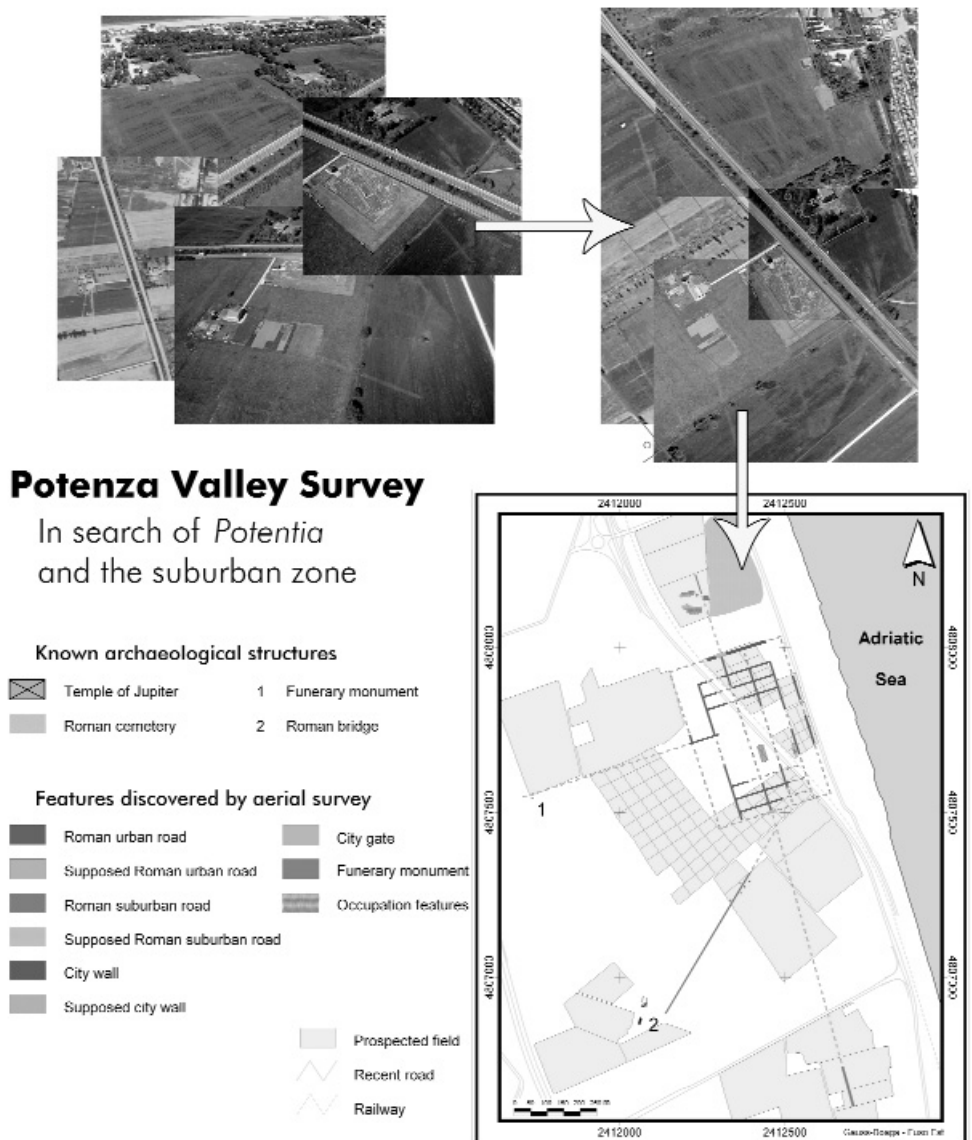 Potenza Valley Survey
In search of Potentia
and the suburban zone
Known archaeological structures
Temple of Jupiter
1 Funerary monument
Roman cemetery
2 Roman bridge
Features discovered by aerial survey
Roman urban road
City gate
Supposed Roman urban road
Funerary monument
Roman suburban road
Occupation features
Supposed Roman suburban road
City wall
Supposed city wall
Prospected field
Recent road
Railway
2412000 2412500
N
Adriatic
Sea
4808000 4808000
1
4807500 4807500
4807000 4807000
2
2412000 2412500